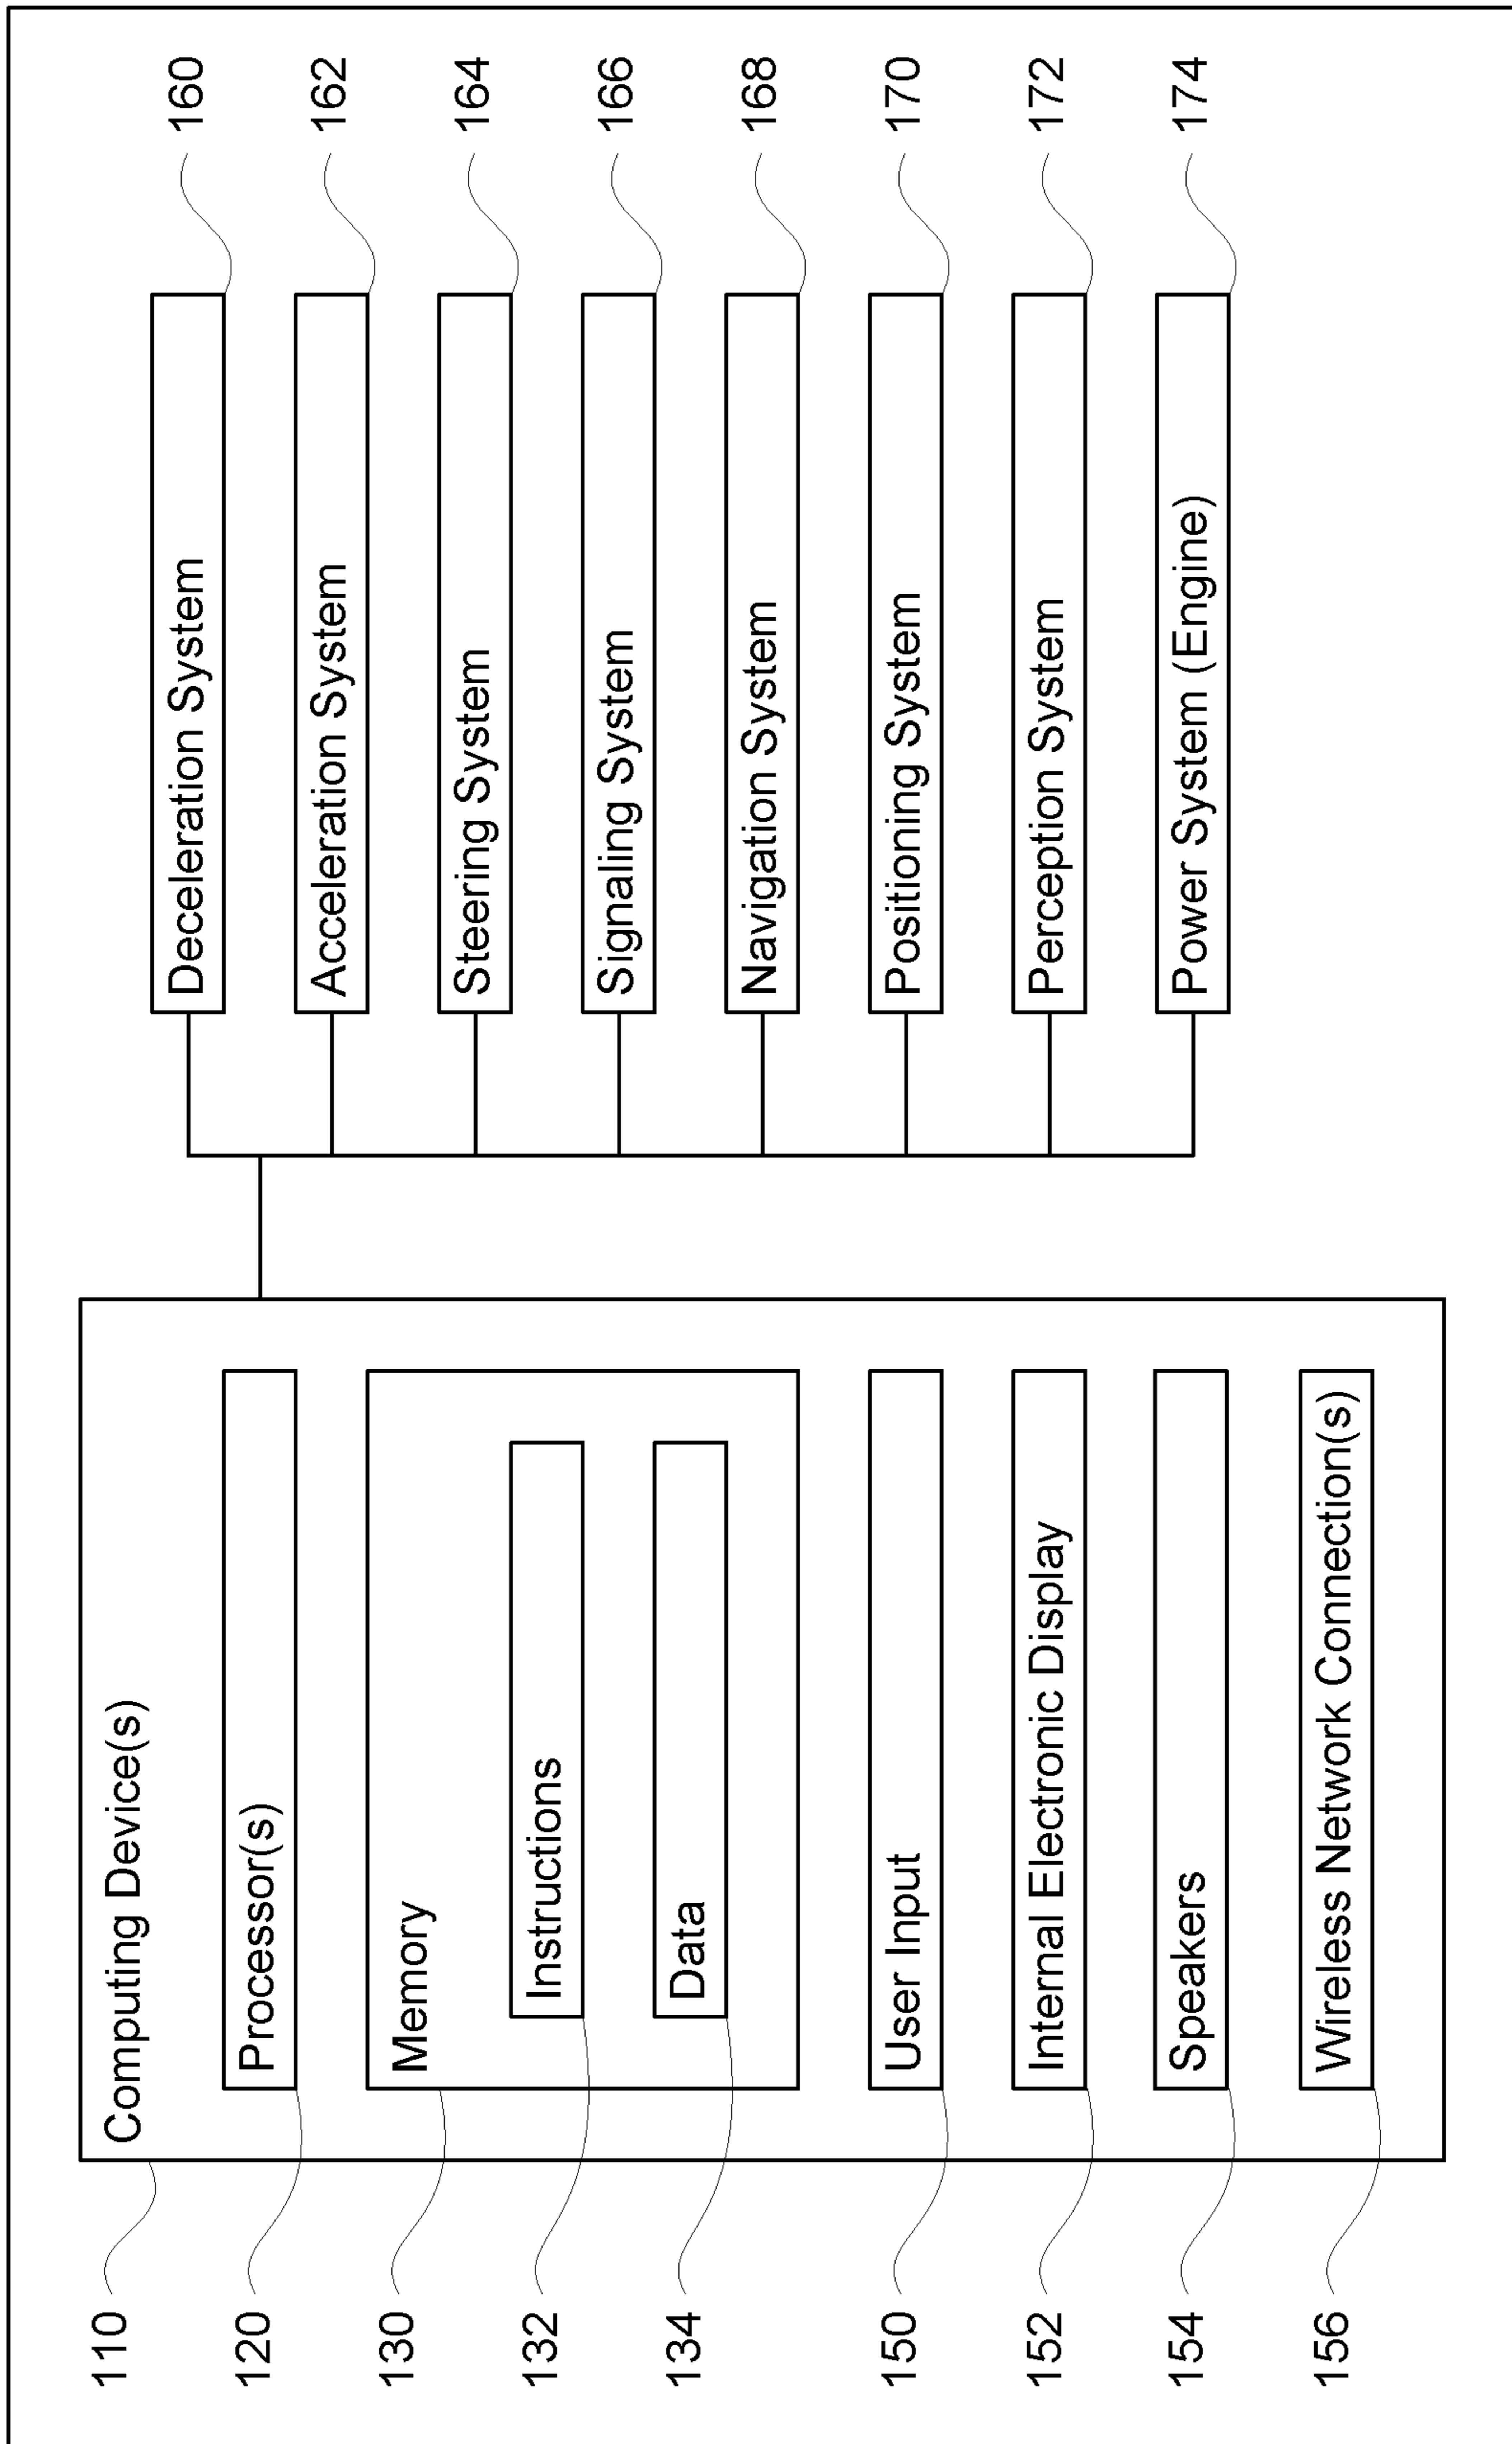 110
Computing Device(s)
120
Processor(s)
130
Memory
132
Instructions
134
Data
150
User Input
152
Internal Electronic Display
154
Speakers
156
Wireless Network Connection(s)
Deceleration System
160
Acceleration System
162
Steering System
164
Signaling System
166
Navigation System
168
Positioning System
170
Perception System
172
Power System (Engine)
174